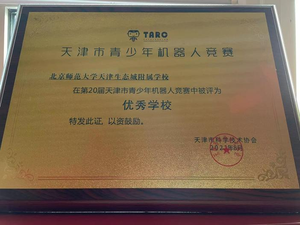 TARO
天津市青少年机器人竞赛
北京师范大学天津生态城附属学校
在第20届天津市青少年机器人竞赛中被评为
优秀学校
特发此证，以资鼓励。
天津市科学技术协会